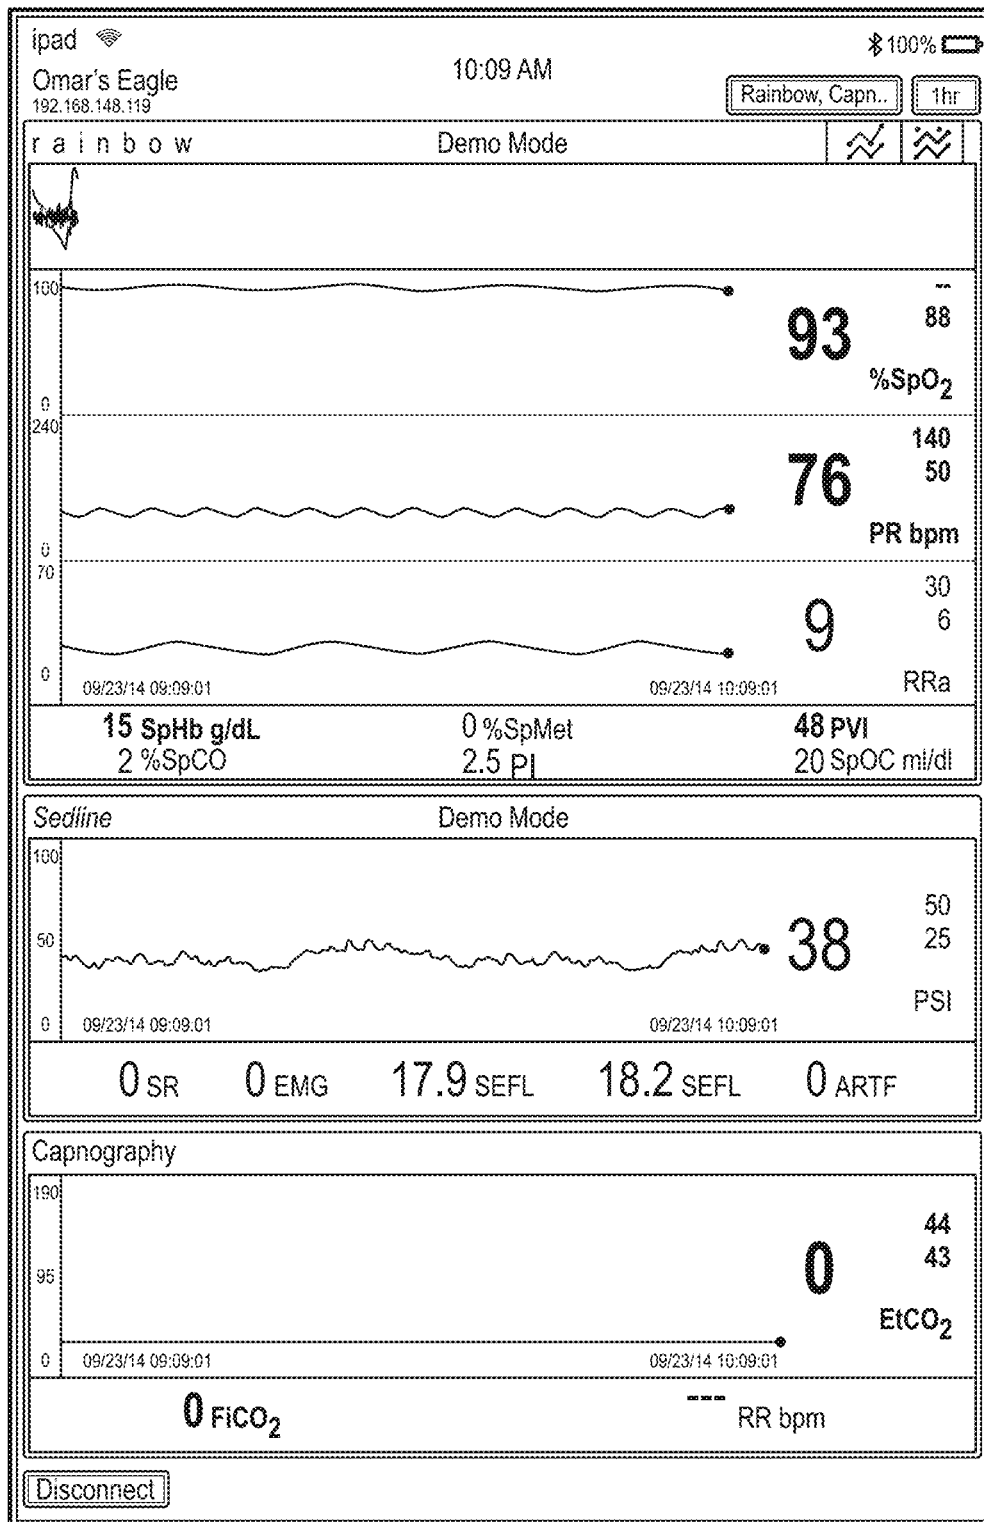 ipad
100%
10:09 AM
Omar's Eagle
192.168.148.119
Rainbow, Capn..
1hr
rainbow
Demo Mode
100
0
93
--
88
%SpO2
240
0
76
140
50
PR bpm
70
0
9
30
6
RRa
09/23/14 09:09:01
09/23/14 10:09:01
15 SpHb g/dL
0 %SpMet
48 PVI
2 %SpCO
2.5 PI
20 SpOC ml/dl
Sedline
Demo Mode
100
50
0
38
50
25
PSI
09/23/14 09:09:01
09/23/14 10:09:01
0 SR
0 EMG
17.9 SEFL
18.2 SEFL
0 ARTF
Capnography
190
95
0
0
44
43
EtCO2
09/23/14 09:09:01
09/23/14 10:09:01
0 FiCO2
--- RR bpm
Disconnect